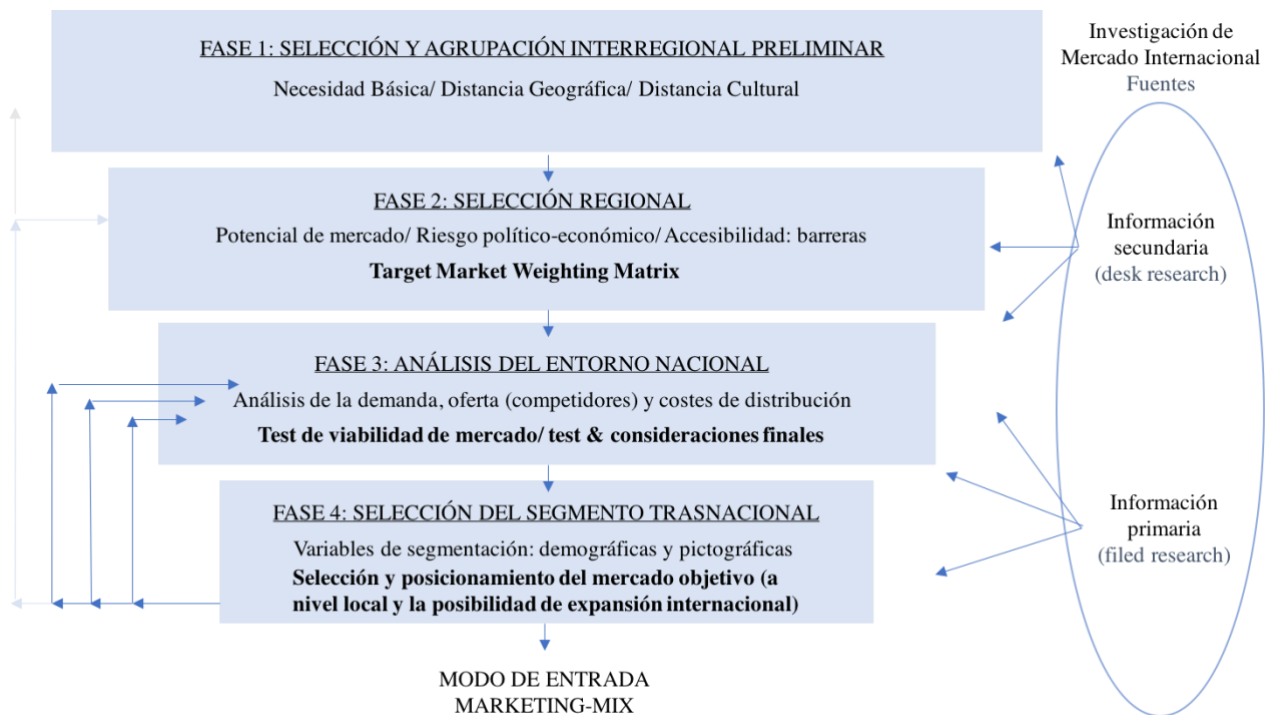 FASE 1: SELECCIÓN Y AGRUPACIÓN INTERREGIONAL PRELIMINAR
Necesidad Básica/ Distancia Geográfica/ Distancia Cultural
FASE 2: SELECCIÓN REGIONAL
Potencial de mercado/ Riesgo político-económico/ Accesibilidad: barreras
Target Market Weighting Matrix
FASE 3: ANÁLISIS DEL ENTORNO NACIONAL
Análisis de la demanda, oferta (competidores) y costes de distribución
Test de viabilidad de mercado/ test & consideraciones finales
FASE 4: SELECCIÓN DEL SEGMENTO TRASNACIONAL
Variables de segmentación: demográficas y pictográficas
Selección y posicionamiento del mercado objetivo (a
nivel local y la posibilidad de expansión internacional)
MODO DE ENTRADA
MARKETING-MIX
Investigación de
Mercado Internacional
Fuentes
Información
secundaria
(desk research)
Información
primaria
(filed research)